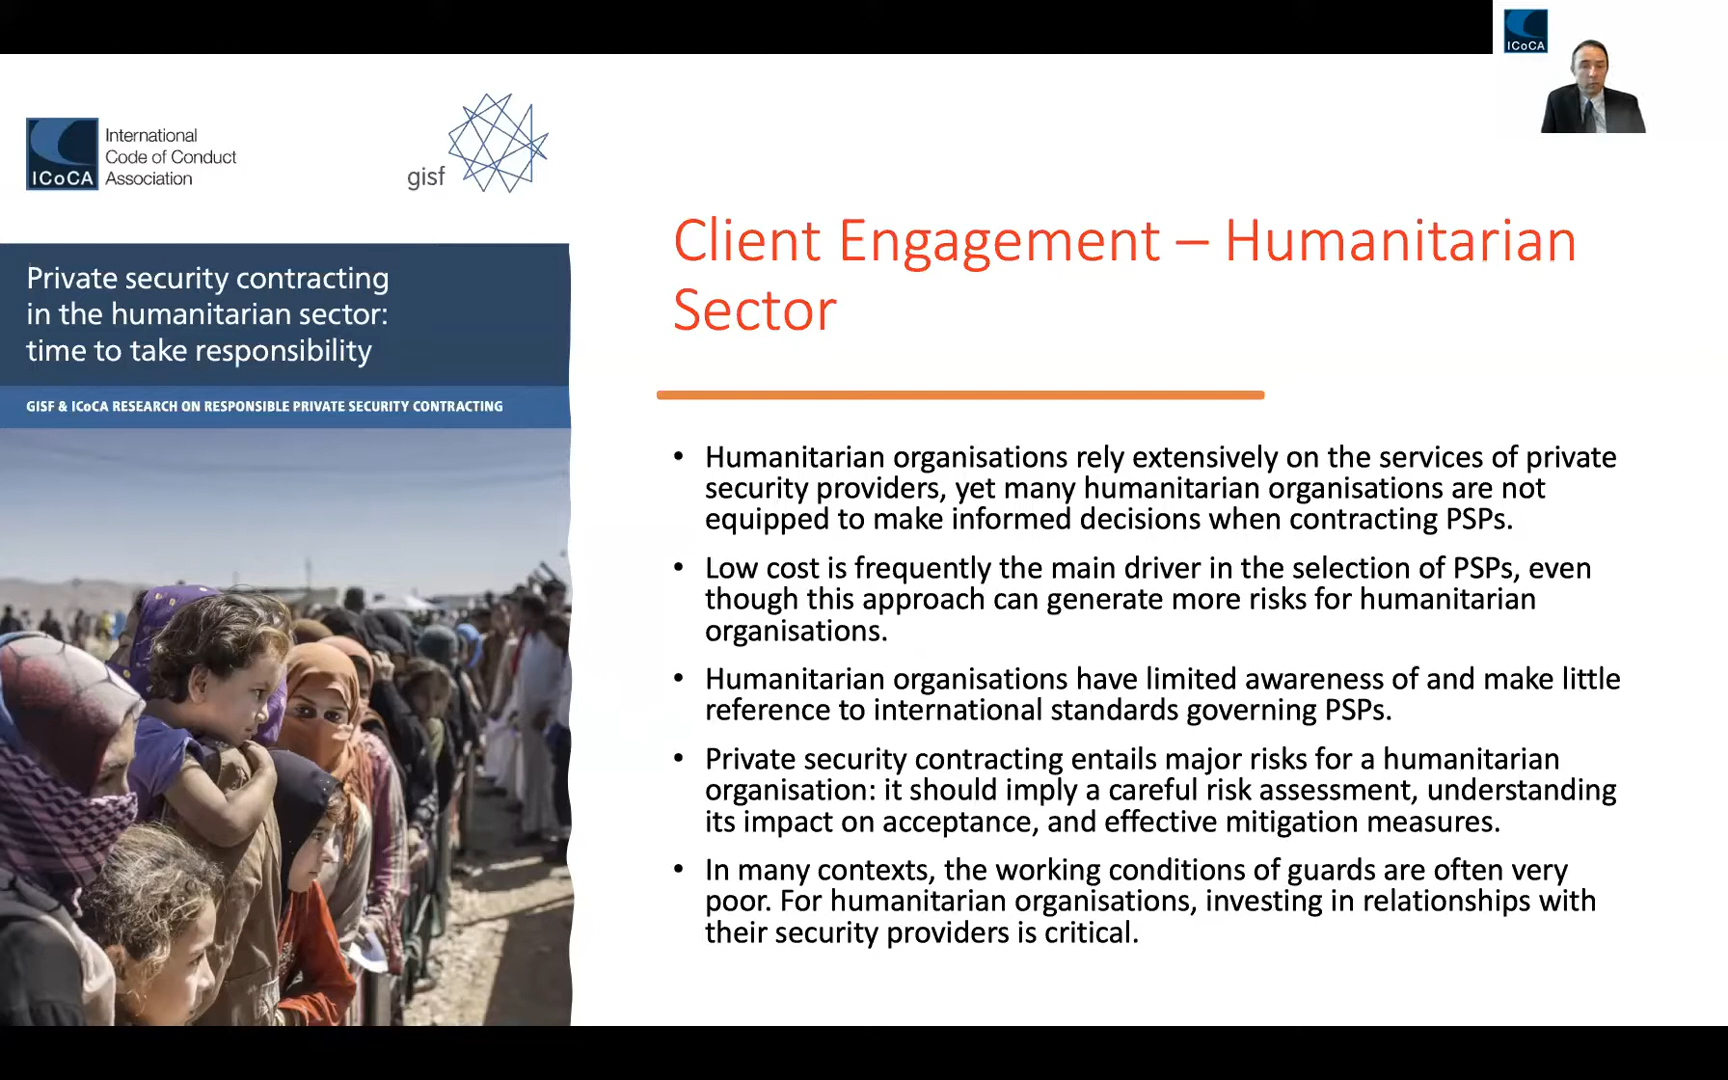 ICoCA
International
Code of Conduct
Association
ICoCA
gisf
Private security contracting
in the humanitarian sector:
time to take responsibility
GISF & ICoCA RESEARCH ON RESPONSIBLE PRIVATE SECURITY CONTRACTING
Client Engagement – Humanitarian
Sector
• Humanitarian organisations rely extensively on the services of private
security providers, yet many humanitarian organisations are not
equipped to make informed decisions when contracting PSPs.
• Low cost is frequently the main driver in the selection of PSPs, even
though this approach can generate more risks for humanitarian
organisations.
• Humanitarian organisations have limited awareness of and make little
reference to international standards governing PSPs.
• Private security contracting entails major risks for a humanitarian
organisation: it should imply a careful risk assessment, understanding
its impact on acceptance, and effective mitigation measures.
• In many contexts, the working conditions of guards are often very
poor. For humanitarian organisations, investing in relationships with
their security providers is critical.